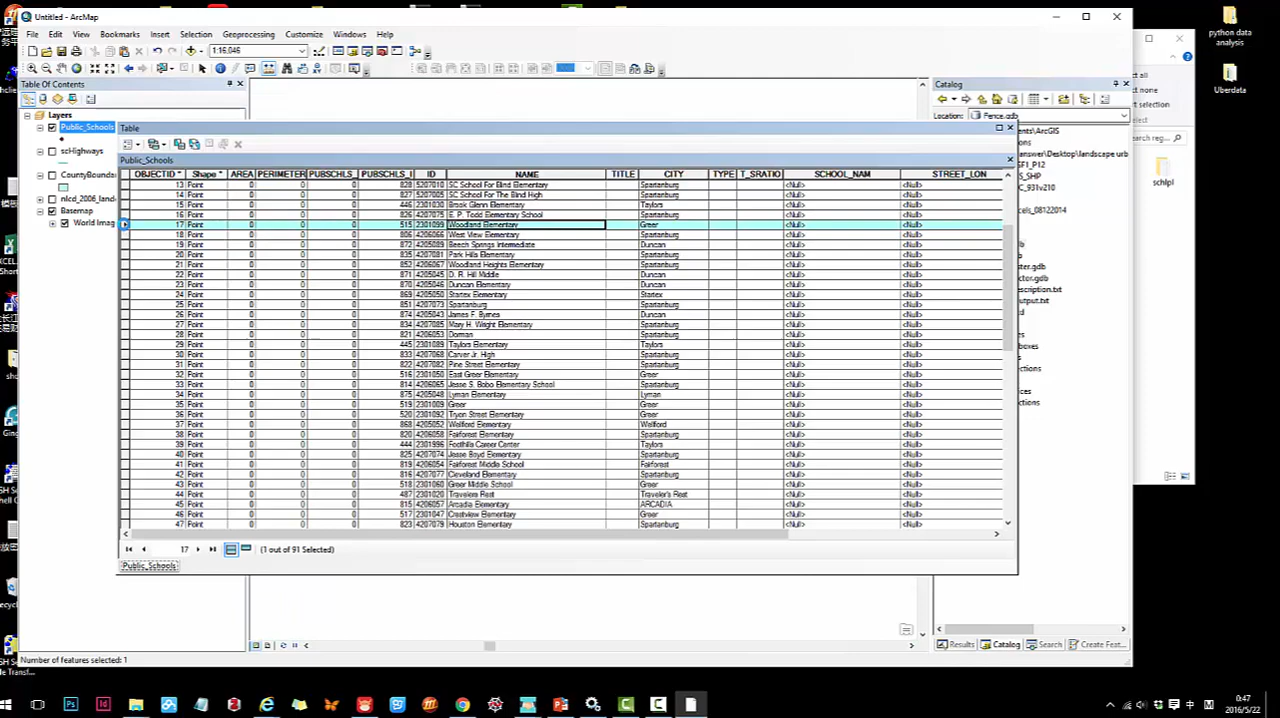 Untitled - ArcMap
File Edit View Bookmarks Insert Selection Geoprocessing Customize Windows Help
1:16,046
python data
analysis
Uberdata
schlpl
Table Of Contents
Layers
Public_Schools
scHighways
CountyBound
nlcd_2006_land
Basemap
World Imag
Catalog
Location: Fence.gdb
Table
Public_Schools
OBJECTID * Shape * AREA PERIMETER PUBSCHLS_ PUBSCHLS_I ID NAME TITLE CITY TYPE T_SRATIO SCHOOL_NAM STREET_LON
13 Point 0 0 0 828 5207010 SC School For Blind Elementary Spartanburg <Null> <Null>
14 Point 0 0 0 827 5207005 SC School For The Blind High Spartanburg <Null> <Null>
15 Point 0 0 0 446 2301030 Brook Glenn Elementary Taylors <Null> <Null>
16 Point 0 0 0 826 4207075 E. P. Todd Elementary School Spartanburg <Null> <Null>
17 Point 0 0 0 515 2301099 Woodland Elementary Greer <Null> <Null>
18 Point 0 0 0 806 4206066 West View Elementary Spartanburg <Null> <Null>
19 Point 0 0 0 872 4205049 Beech Springs Intermediate Duncan <Null> <Null>
20 Point 0 0 0 835 4207081 Park Hills Elementary Spartanburg <Null> <Null>
21 Point 0 0 0 852 4206067 Woodland Heights Elementary Spartanburg <Null> <Null>
22 Point 0 0 0 871 4205045 D. R. Hill Middle Duncan <Null> <Null>
23 Point 0 0 0 870 4205046 Duncan Elementary Duncan <Null> <Null>
24 Point 0 0 0 869 4205050 Startex Elementary Startex <Null> <Null>
25 Point 0 0 0 851 4207073 Spartanburg Spartanburg <Null> <Null>
26 Point 0 0 0 874 4205044 James F. Byrnes Duncan <Null> <Null>
27 Point 0 0 0 834 4207085 Mary H. Wright Elementary Spartanburg <Null> <Null>
28 Point 0 0 0 821 4206053 Dorman Spartanburg <Null> <Null>
29 Point 0 0 0 445 2301089 Taylors Elementary Taylors <Null> <Null>
30 Point 0 0 0 833 4207068 Carver Jr. High Spartanburg <Null> <Null>
31 Point 0 0 0 822 4207082 Pine Street Elementary Spartanburg <Null> <Null>
32 Point 0 0 0 516 2301050 East Greer Elementary Greer <Null> <Null>
33 Point 0 0 0 814 4206065 Jesse S. Bobo Elementary School Spartanburg <Null> <Null>
34 Point 0 0 0 875 4205048 Lyman Elementary Lyman <Null> <Null>
35 Point 0 0 0 519 2301009 Greer Greer <Null> <Null>
36 Point 0 0 0 520 2301092 Tryon Street Elementary Greer <Null> <Null>
37 Point 0 0 0 868 4205052 Wellford Elementary Wellford <Null> <Null>
38 Point 0 0 0 820 4206058 Fairforest Elementary Spartanburg <Null> <Null>
39 Point 0 0 0 444 2301996 Foothills Career Center Taylors <Null> <Null>
40 Point 0 0 0 825 4207074 Jesse Boyd Elementary Spartanburg <Null> <Null>
41 Point 0 0 0 819 4206054 Fairforest Middle School Fairforest <Null> <Null>
42 Point 0 0 0 816 4207077 Cleveland Elementary Spartanburg <Null> <Null>
43 Point 0 0 0 518 2301060 Greer Middle School Greer <Null> <Null>
44 Point 0 0 0 487 2301020 Travelers Rest Traveler's Rest <Null> <Null>
45 Point 0 0 0 815 4206057 Arcadia Elementary ARCADIA <Null> <Null>
46 Point 0 0 0 517 2301049 Crestview Elementary Greer <Null> <Null>
47 Point 0 0 0 823 4207079 Houston Elementary Spartanburg <Null> <Null>
17 (1 out of 91 Selected)
Public_Schools
Results Catalog Search Create Feat...
Number of features selected: 1
0:47
2016/5/22